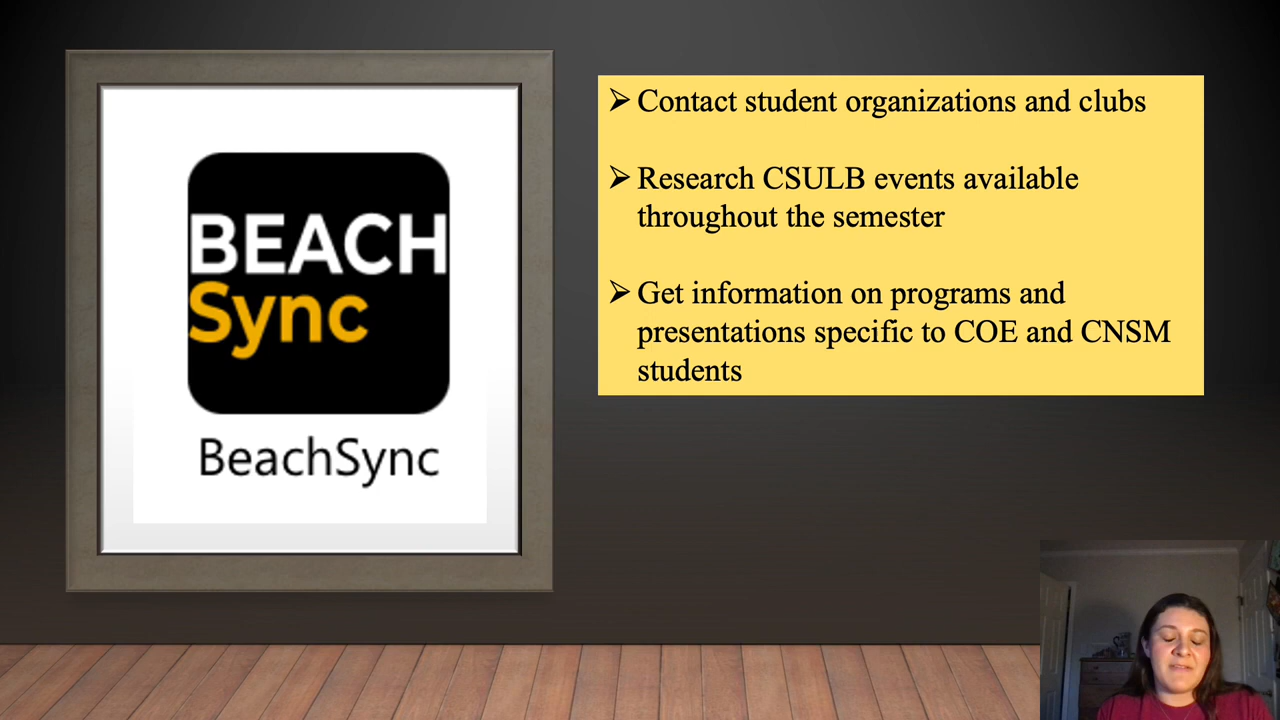 BEACH
Sync
BeachSync
➢ Contact student organizations and clubs
➢ Research CSULB events available
throughout the semester
➢ Get information on programs and
presentations specific to COE and CNSM
students